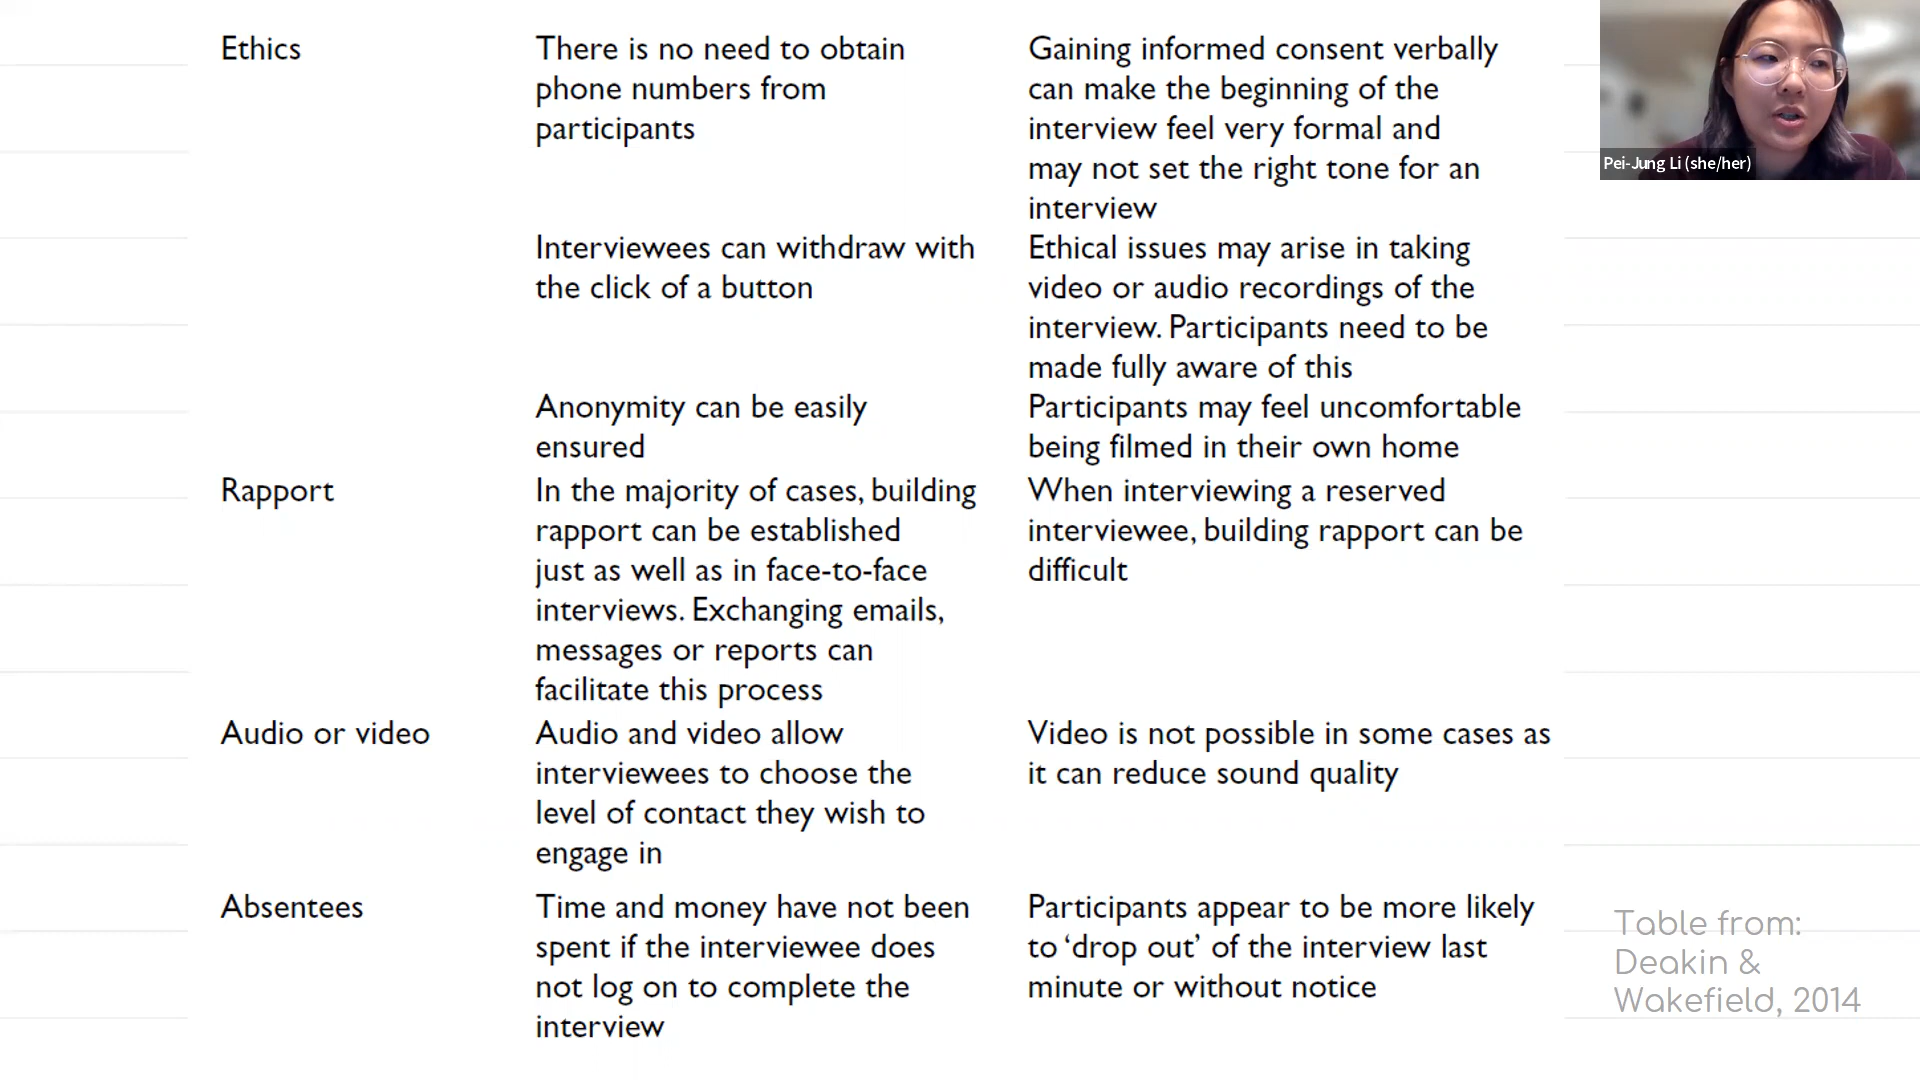 Ethics
There is no need to obtain
phone numbers from
participants
Gaining informed consent verbally
can make the beginning of the
interview feel very formal and
may not set the right tone for an
interview
Interviewees can withdraw with
the click of a button
Ethical issues may arise in taking
video or audio recordings of the
interview. Participants need to be
made fully aware of this
Anonymity can be easily
ensured
Participants may feel uncomfortable
being filmed in their own home
Rapport
In the majority of cases, building
rapport can be established
just as well as in face-to-face
interviews. Exchanging emails,
messages or reports can
facilitate this process
When interviewing a reserved
interviewee, building rapport can be
difficult
Audio or video
Audio and video allow
interviewees to choose the
level of contact they wish to
engage in
Video is not possible in some cases as
it can reduce sound quality
Absentees
Time and money have not been
spent if the interviewee does
not log on to complete the
interview
Participants appear to be more likely
to ‘drop out’ of the interview last
minute or without notice
Table from:
Deakin &
Wakefield, 2014
Pei-Jung Li (she/her)